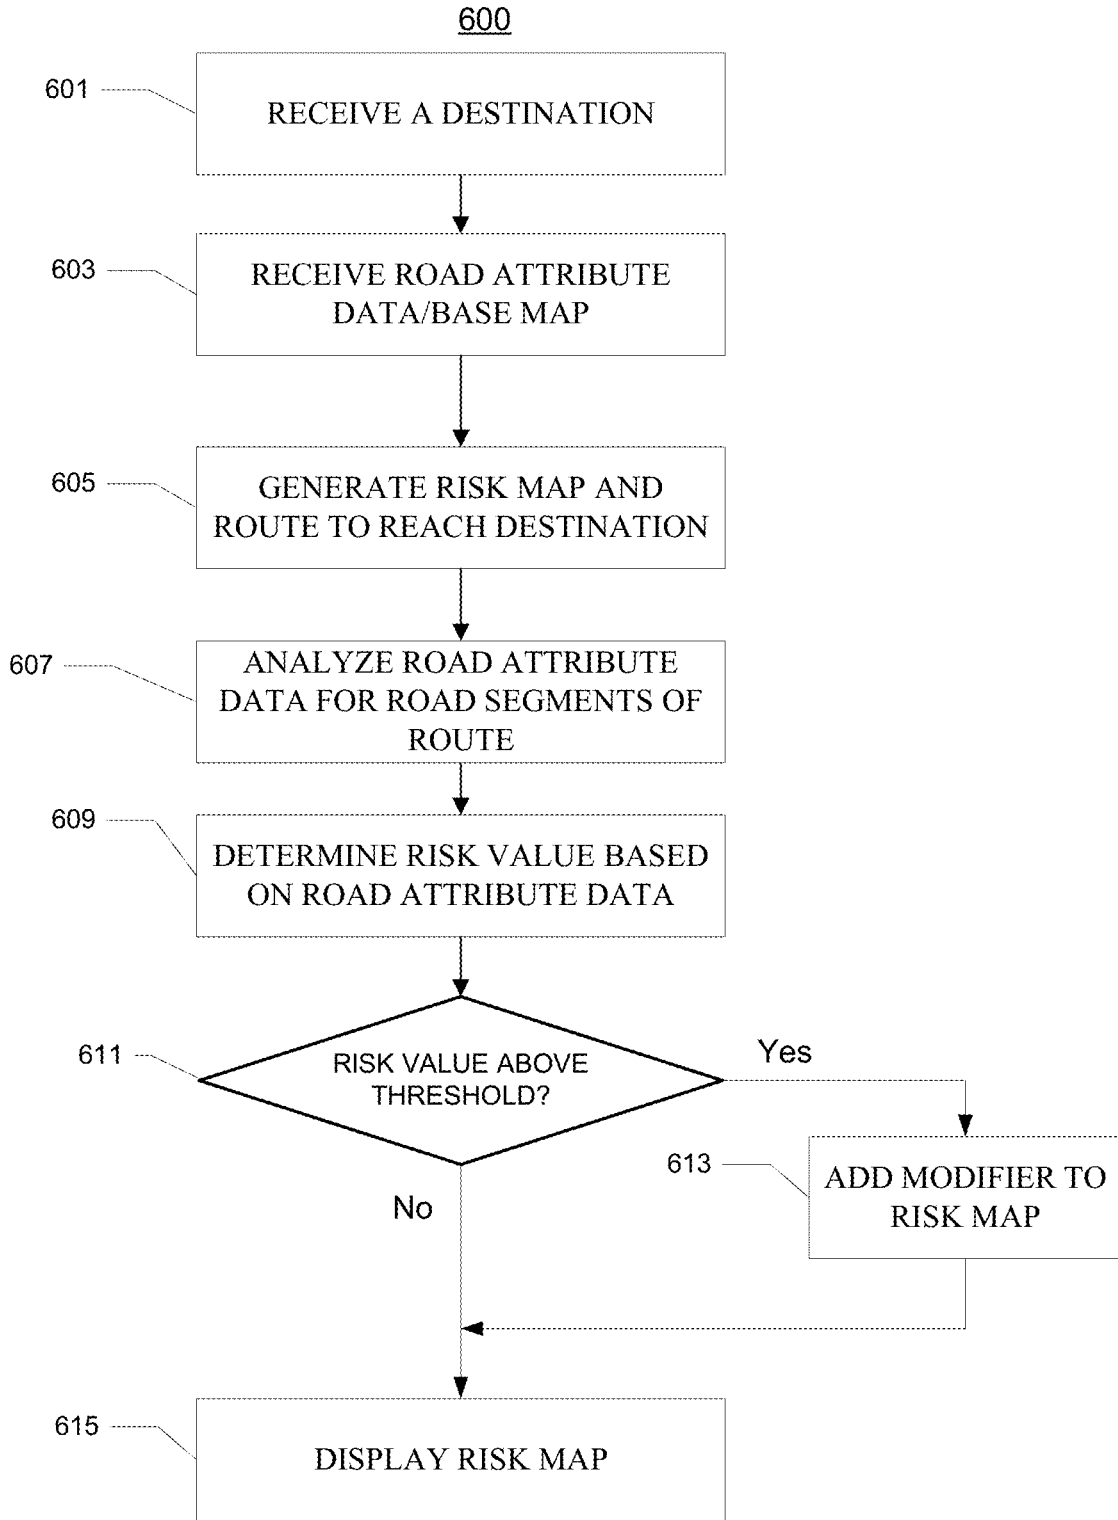 600
601
RECEIVE A DESTINATION
603
RECEIVE ROAD ATTRIBUTE
DATA/BASE MAP
605
GENERATE RISK MAP AND
ROUTE TO REACH DESTINATION
607
ANALYZE ROAD ATTRIBUTE
DATA FOR ROAD SEGMENTS OF
ROUTE
609
DETERMINE RISK VALUE BASED
ON ROAD ATTRIBUTE DATA
611
RISK VALUE ABOVE
THRESHOLD?
Yes
613
ADD MODIFIER TO
RISK MAP
No
615
DISPLAY RISK MAP